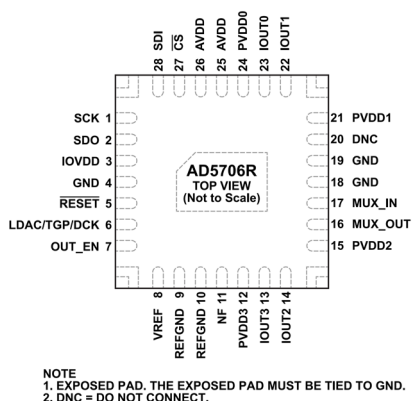 28 SDI
27 CS
26 AVDD
25 AVDD
24 PVDD0
23 IOUT0
22 IOUT1
SCK 1
SDO 2
IOVDD 3
GND 4
RESET 5
LDAC/TGP/DCK 6
OUT_EN 7
AD5706R
TOP VIEW
(Not to Scale)
21 PVDD1
20 DNC
19 GND
18 GND
17 MUX_IN
16 MUX_OUT
15 PVDD2
VREF 8
REFGND 9
REFGND 10
NF 11
PVDD3 12
IOUT3 13
IOUT2 14
NOTE
1. EXPOSED PAD. THE EXPOSED PAD MUST BE TIED TO GND.
2. DNC = DO NOT CONNECT.